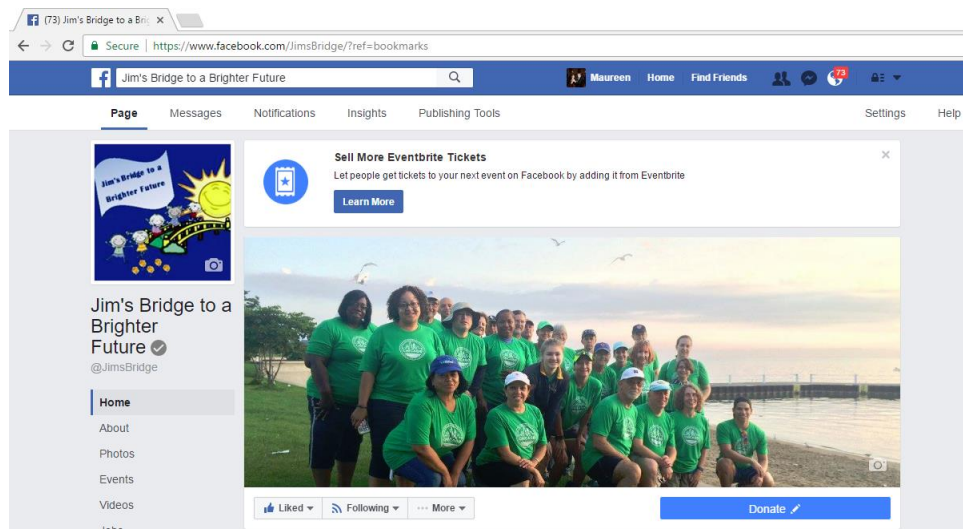 (73) Jim's Bridge to a Brig
Secure | https://www.facebook.com/JimsBridge/?ref=bookmarks
Jim's Bridge to a Brighter Future
Maureen Home Find Friends 73
Page Messages Notifications Insights Publishing Tools Settings Help
Jim's Bridge to a
Brighter Future
Sell More Eventbrite Tickets
Let people get tickets to your next event on Facebook by adding it from Eventbrite
Learn More
Jim's Bridge to a
Brighter
Future
@JimsBridge
Home
About
Photos
Events
Videos
Jobs
Liked Following ··· More Donate